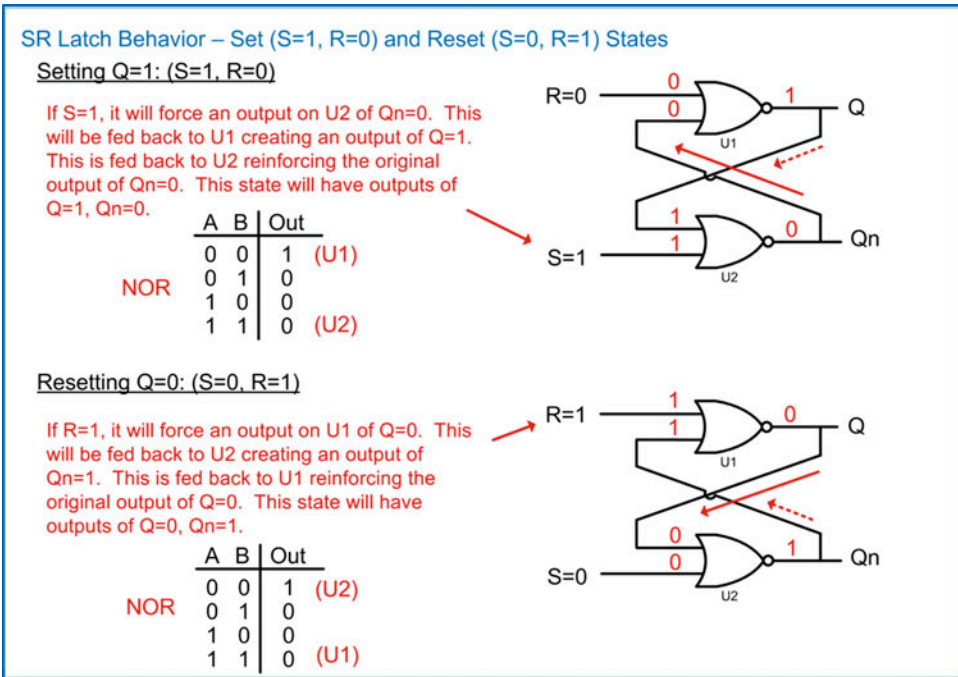 SR Latch Behavior – Set (S=1, R=0) and Reset (S=0, R=1) States
Setting Q=1: (S=1, R=0)
If S=1, it will force an output on U2 of Qn=0. This
will be fed back to U1 creating an output of Q=1.
This is fed back to U2 reinforcing the original
output of Qn=0. This state will have outputs of
Q=1, Qn=0.
A B Out
0 0 1 (U1)
0 1 0
NOR
1 0 0
1 1 0 (U2)
R=0
0
0
1
Q
U1
1
1
0
Qn
S=1
U2
Resetting Q=0: (S=0, R=1)
If R=1, it will force an output on U1 of Q=0. This
will be fed back to U2 creating an output of
Qn=1. This is fed back to U1 reinforcing the
original output of Q=0. This state will have
outputs of Q=0, Qn=1.
A B Out
0 0 1 (U2)
NOR
0 1 0
1 0 0
1 1 0 (U1)
R=1
1
1
0
Q
U1
0
0
1
Qn
S=0
U2